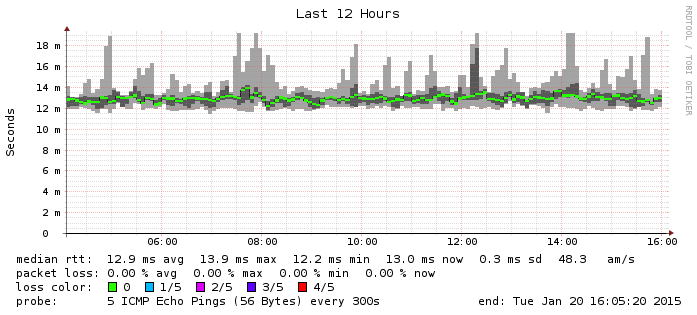 Last 12 Hours
RRDTOOL / TOBI OETIKER
Seconds
18 m
16 m
14 m
12 m
10 m
8 m
6 m
4 m
2 m
0
06:00 08:00 10:00 12:00 14:00 16:00
median rtt: 12.9 ms avg 13.9 ms max 12.2 ms min 13.0 ms now 0.3 ms sd 48.3 am/s
packet loss: 0.00 % avg 0.00 % max 0.00 % min 0.00 % now
loss color: 0 1/5 2/5 3/5 4/5
probe: 5 ICMP Echo Pings (56 Bytes) every 300s end: Tue Jan 20 16:05:20 2015